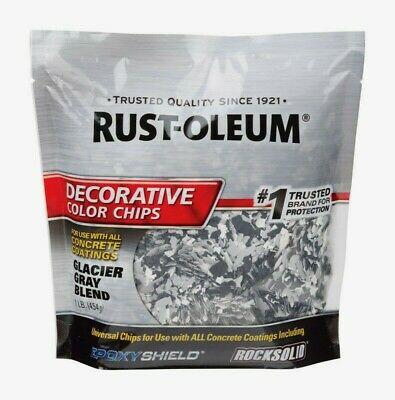 • TRUSTED QUALITY SINCE 1921 •
RUST-OLEUM®
DECORATIVE
COLOR CHIPS
#1 TRUSTED
BRAND FOR
PROTECTION
FOR USE WITH ALL
CONCRETE
COATINGS
GLACIER
GRAY
BLEND
1 LB. (454g)
Universal Chips for Use with ALL Concrete Coatings Including
EPOXYSHIELD®
ROCKSOLID®